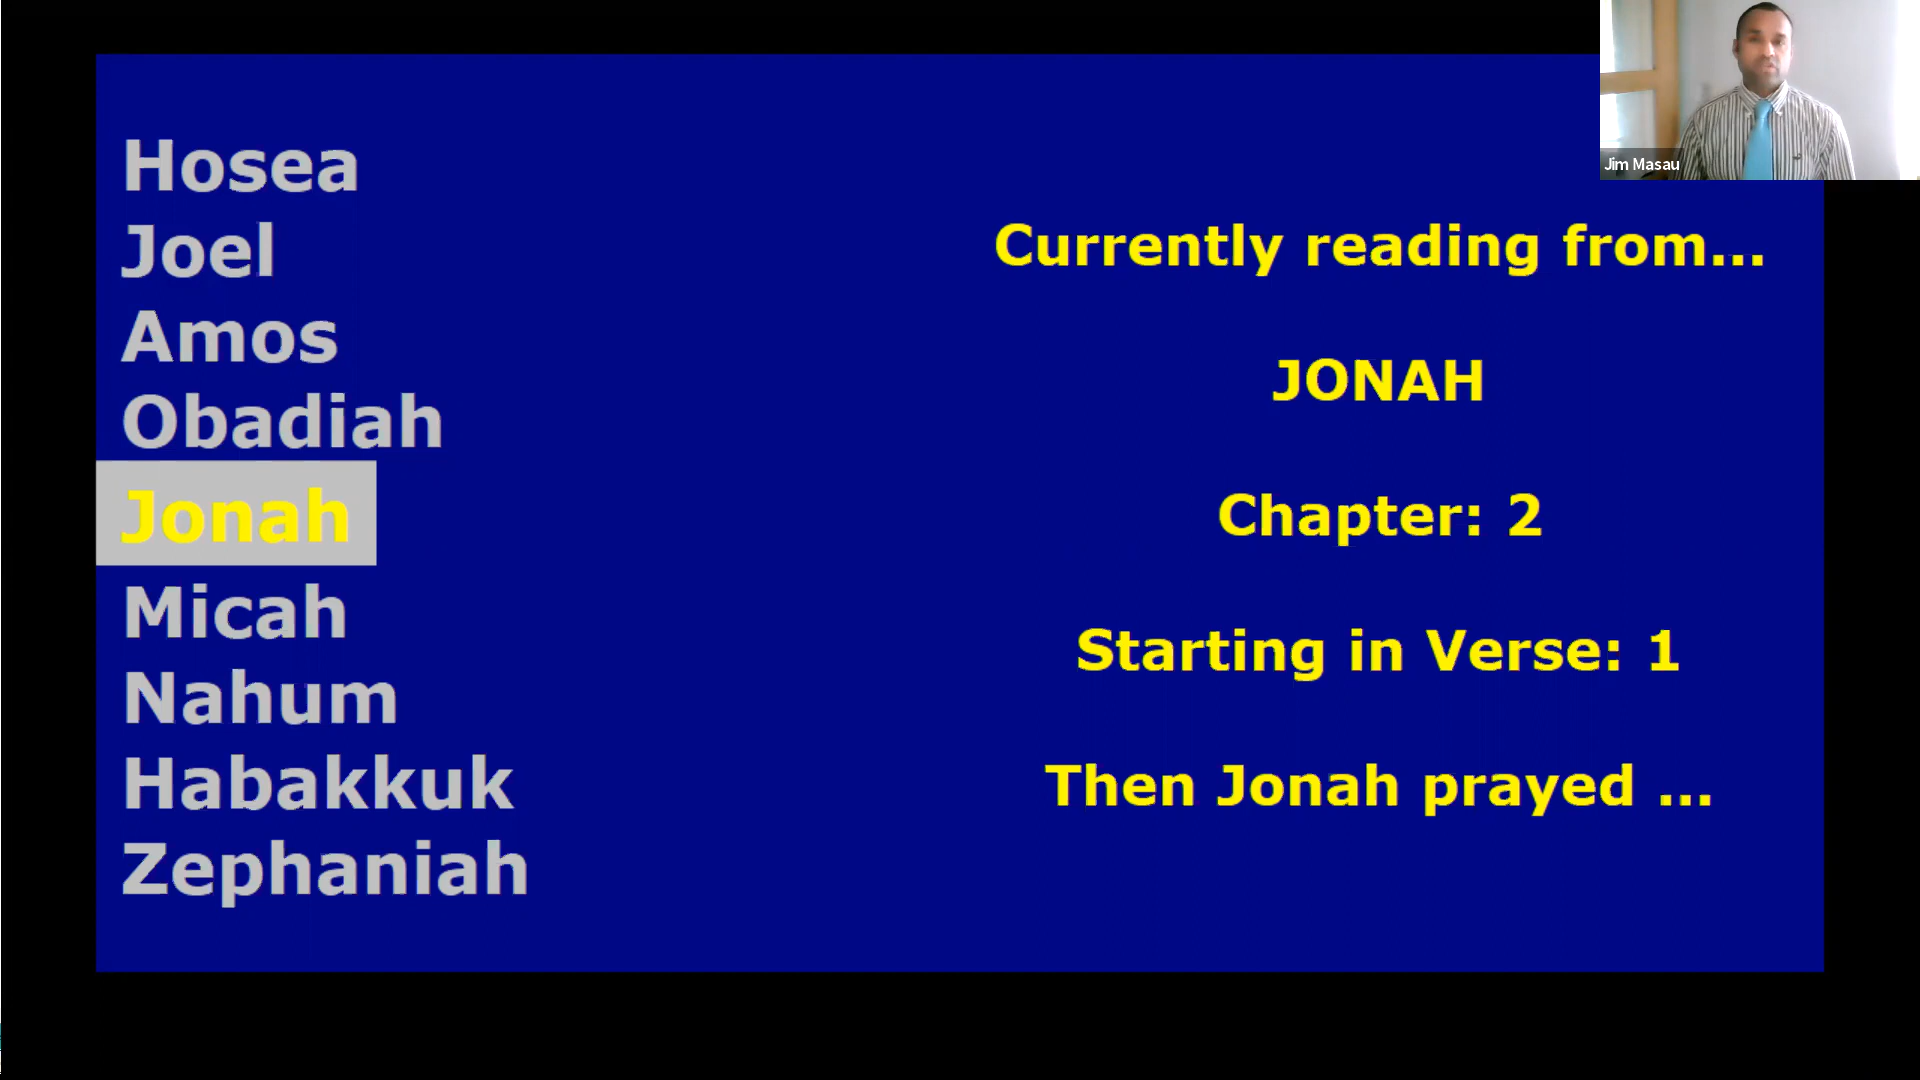 Hosea
Joel
Amos
Obadiah
Jonah
Micah
Nahum
Habakkuk
Zephaniah
Currently reading from...
JONAH
Chapter: 2
Starting in Verse: 1
Then Jonah prayed ...
Jim Masau